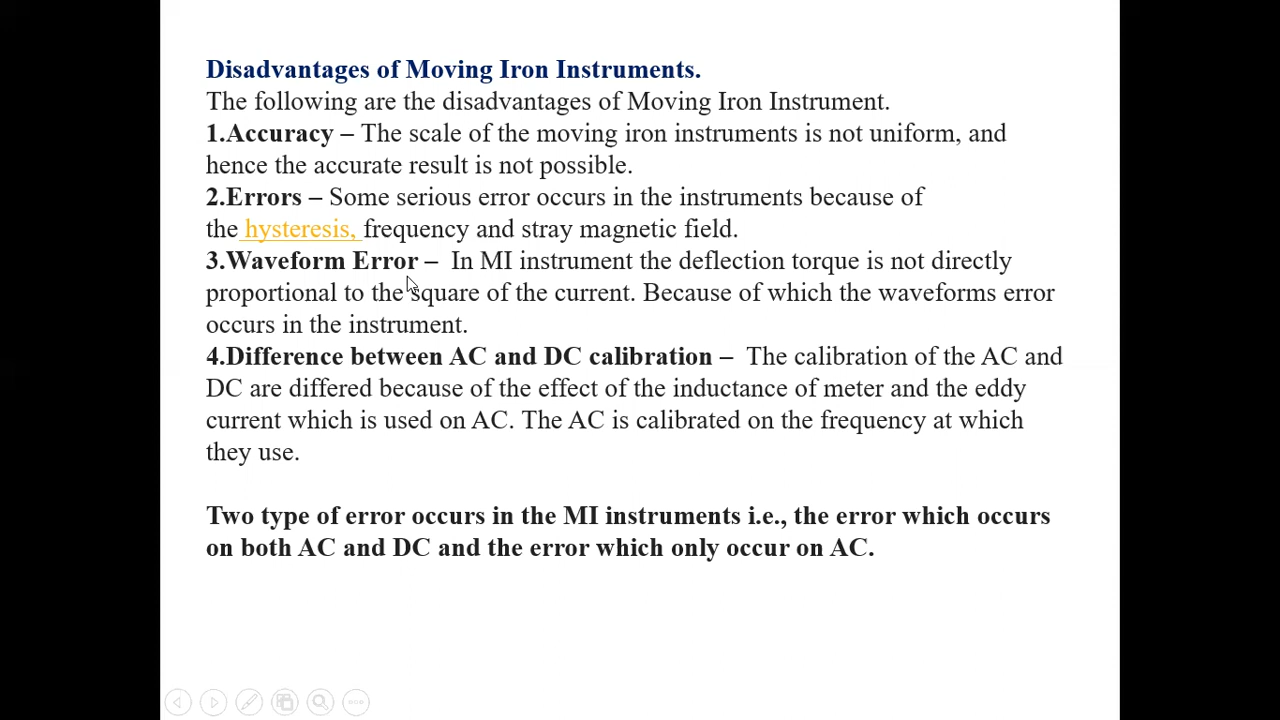 Disadvantages of Moving Iron Instruments.
The following are the disadvantages of Moving Iron Instrument.
1.Accuracy – The scale of the moving iron instruments is not uniform, and
hence the accurate result is not possible.
2.Errors – Some serious error occurs in the instruments because of
the hysteresis, frequency and stray magnetic field.
3.Waveform Error –  In MI instrument the deflection torque is not directly
proportional to the square of the current. Because of which the waveforms error
occurs in the instrument.
4.Difference between AC and DC calibration –  The calibration of the AC and
DC are differed because of the effect of the inductance of meter and the eddy
current which is used on AC. The AC is calibrated on the frequency at which
they use.
Two type of error occurs in the MI instruments i.e., the error which occurs
on both AC and DC and the error which only occur on AC.